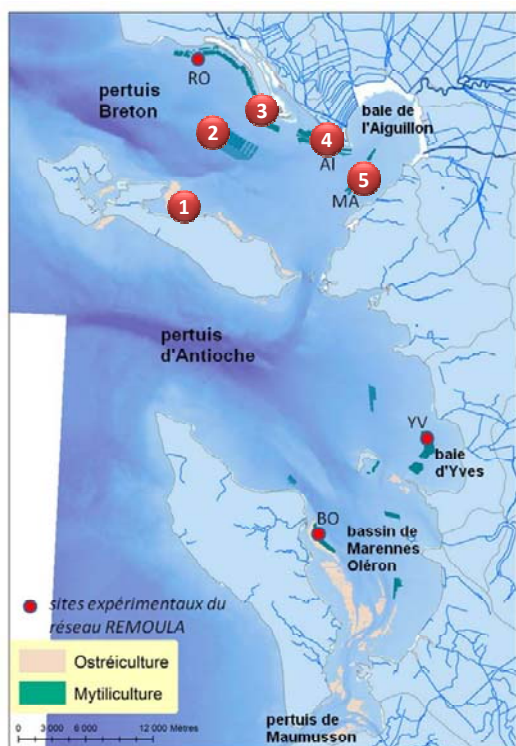 RO
pertuis
Breton
3
2
4
baie de
l'Aiguillon
AI
5
MA
1
pertuis
d'Antioche
YV
baie
d'Yves
BO
bassin de
Marennes
Oléron
sites expérimentaux du
réseau REMOULA
Ostréiculture
Mytiliculture
0 3 000 6 000 12 000 Mètres
pertuis de
Maumusson